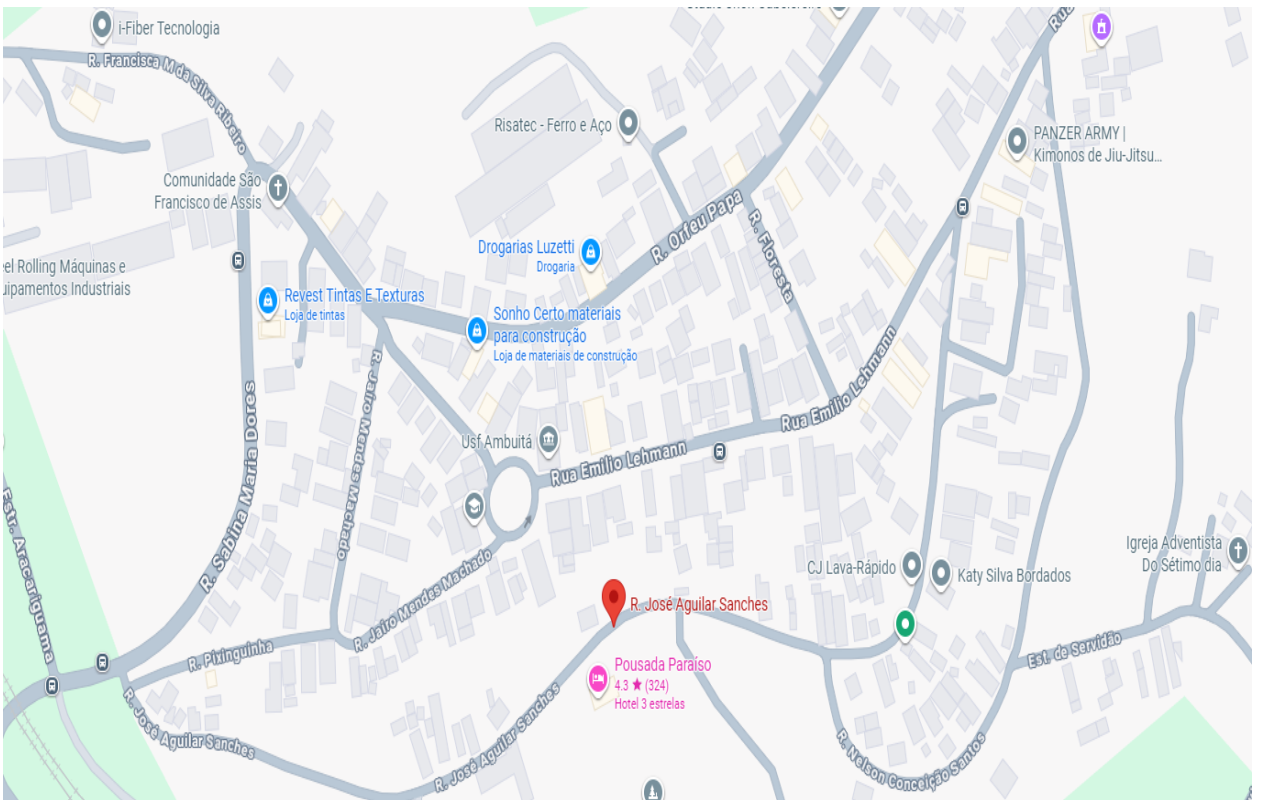 i-Fiber Tecnologia
R. Francisca M da Silva Ribeiro
Rua
Risatec - Ferro e Aço
PANZER ARMY |
Kimonos de Jiu-Jitsu...
Comunidade São
Francisco de Assis
R. Orfeu Papa
R. Floresta
Drogarias Luzetti
Drogaria
eel Rolling Máquinas e
uipamentos Industriais
Revest Tintas E Texturas
Loja de tintas
Sonho Certo materiais
para construção
Loja de materiais de construção
R. Jairo Mendes Machado
Rua Emílio Lehmann
R. Sabina Maria Dores
Usf Ambuitá
Rua Emílio Lehmann
Estr. Araçariguama
R. Jairo Mendes Machado
CJ Lava-Rápido
Katy Silva Bordados
Igreja Adventista
Do Sétimo dia
R. José Aguilar Sanches
R. Pixinguinha
Est. de Servidão
Pousada Paraíso
4.3 ★ (324)
Hotel 3 estrelas
R. José Aguilar Sanches
R. José Aguilar Sanches
R. Nelson Conceição Santos